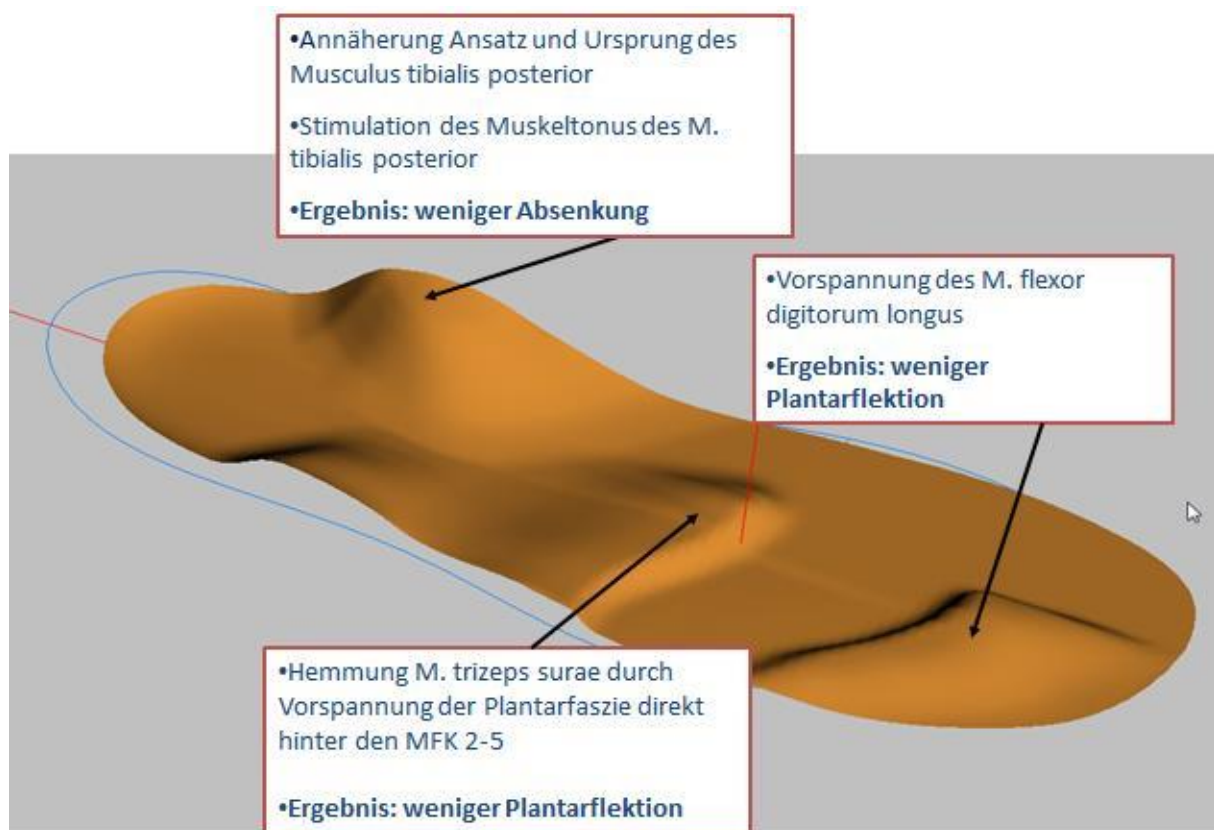 •Annäherung Ansatz und Ursprung des
Musculus tibialis posterior
•Stimulation des Muskeltonus des M.
tibialis posterior
•Ergebnis: weniger Absenkung
•Vorspannung des M. flexor
digitorum longus
•Ergebnis: weniger
Plantarflektion
•Hemmung M. trizeps surae durch
Vorspannung der Plantarfaszie direkt
hinter den MFK 2-5
•Ergebnis: weniger Plantarflektion